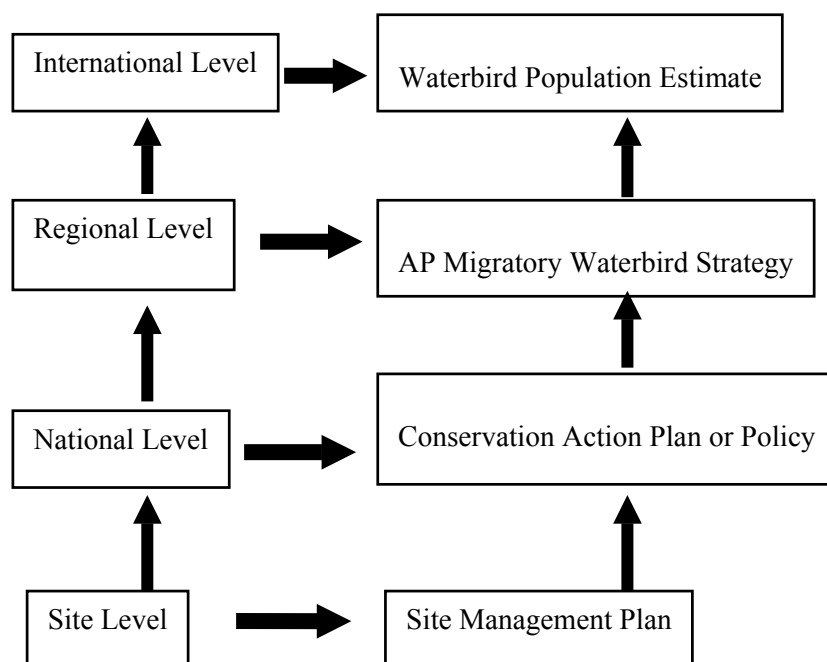 International Level
Waterbird Population Estimate
Regional Level
AP Migratory Waterbird Strategy
National Level
Conservation Action Plan or Policy
Site Level
Site Management Plan